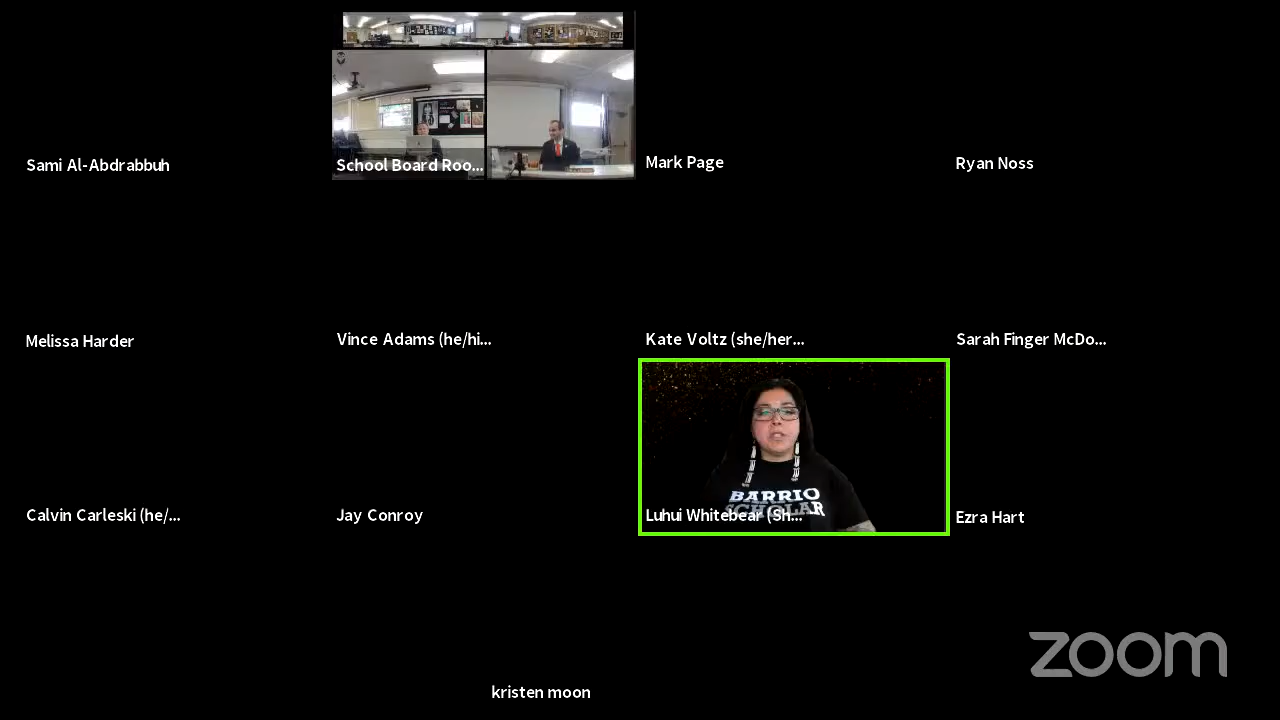 Sami Al-Abdrabbuh
School Board Roo...
Mark Page
Ryan Noss
Melissa Harder
Vince Adams (he/hi...
Kate Voltz (she/her...
Sarah Finger McDo...
BARRIO
SCHOLAR
Calvin Carleski (he/...
Jay Conroy
Luhui Whitebear (Sh...
Ezra Hart
zoom
kristen moon